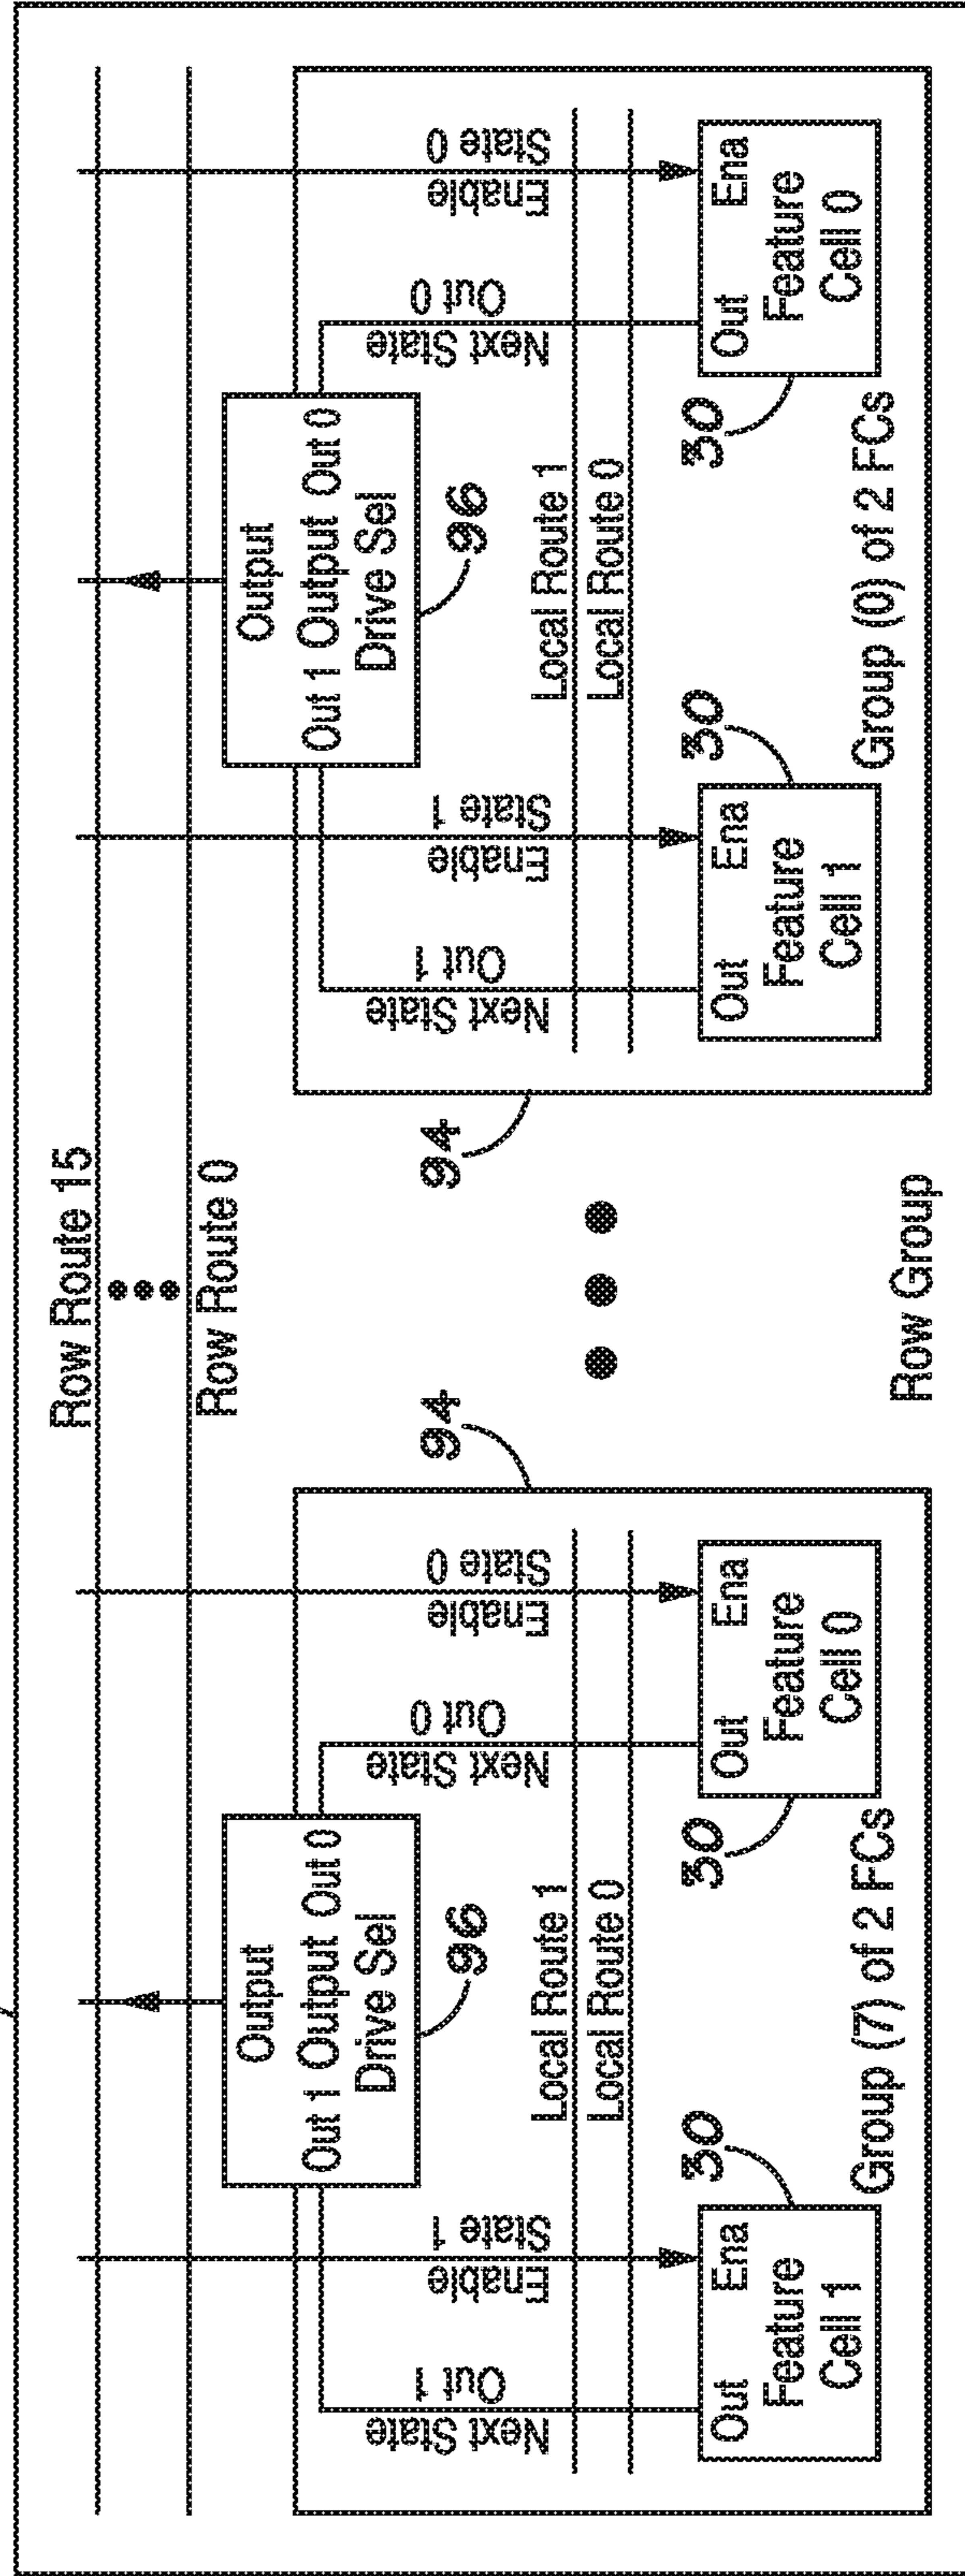 Row Route 15
Row Route 0
Output
Out 1 Output Out 0
Drive Sel
96
Next State
Out 1
Enable
State 1
Next State
Out 0
Enable
State 0
94
Local Route 1
Local Route 0
Out Ena
Feature
Cell 1
30
Out Ena
Feature
Cell 0
30
Group (7) of 2 FCs
Output
Out 1 Output Out 0
Drive Sel
96
Next State
Out 1
Enable
State 1
Next State
Out 0
Enable
State 0
94
Local Route 1
Local Route 0
Out Ena
Feature
Cell 1
30
Out Ena
Feature
Cell 0
30
Group (0) of 2 FCs
Row Group